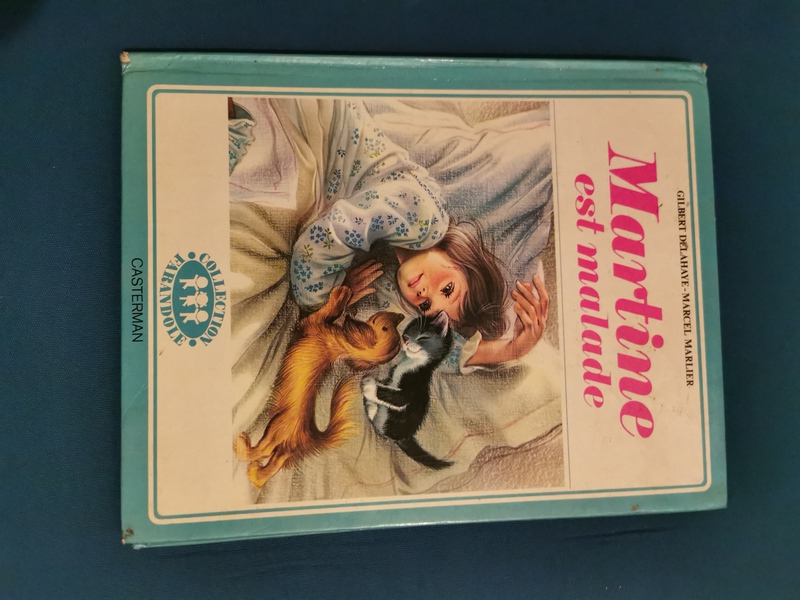 GILBERT DELAHAYE - MARCEL MARLIER
Martine
est malade
COLLECTION
FARANDOLE
CASTERMAN